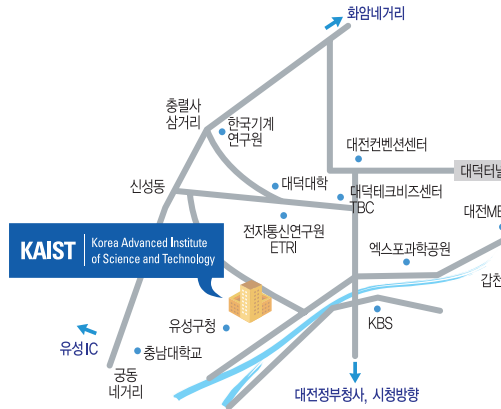 화암네거리
충렬사
삼거리
한국기계
연구원
대전컨벤션센터
대덕터널
신성동
대덕대학
대덕테크비즈센터
TBC
대전MB
전자통신연구원
ETRI
KAIST
Korea Advanced Institute
of Science and Technology
엑스포과학공원
갑천
유성구청
KBS
유성 IC
충남대학교
궁동
네거리
대전정부청사, 시청방향